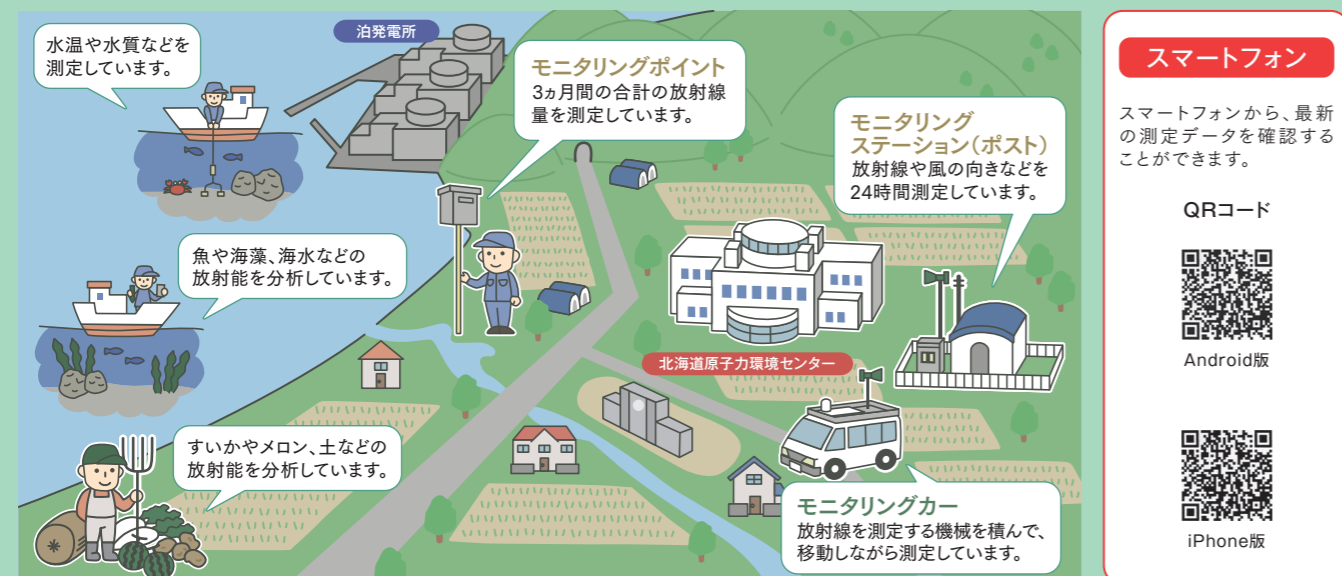 水温や水質などを
測定しています。
泊発電所
モニタリングポイント
3ヵ月間の合計の放射線
量を測定しています。
モニタリング
ステーション(ポスト)
放射線や風の向きなどを
24時間測定しています。
魚や海藻、海水などの
放射能を分析しています。
北海道原子力環境センター
すいかやメロン、土などの
放射能を分析しています。
モニタリングカー
放射線を測定する機械を積んで、
移動しながら測定しています。
スマートフォン
スマートフォンから、最新
の測定データを確認する
ことができます。
QRコード
Android版
iPhone版